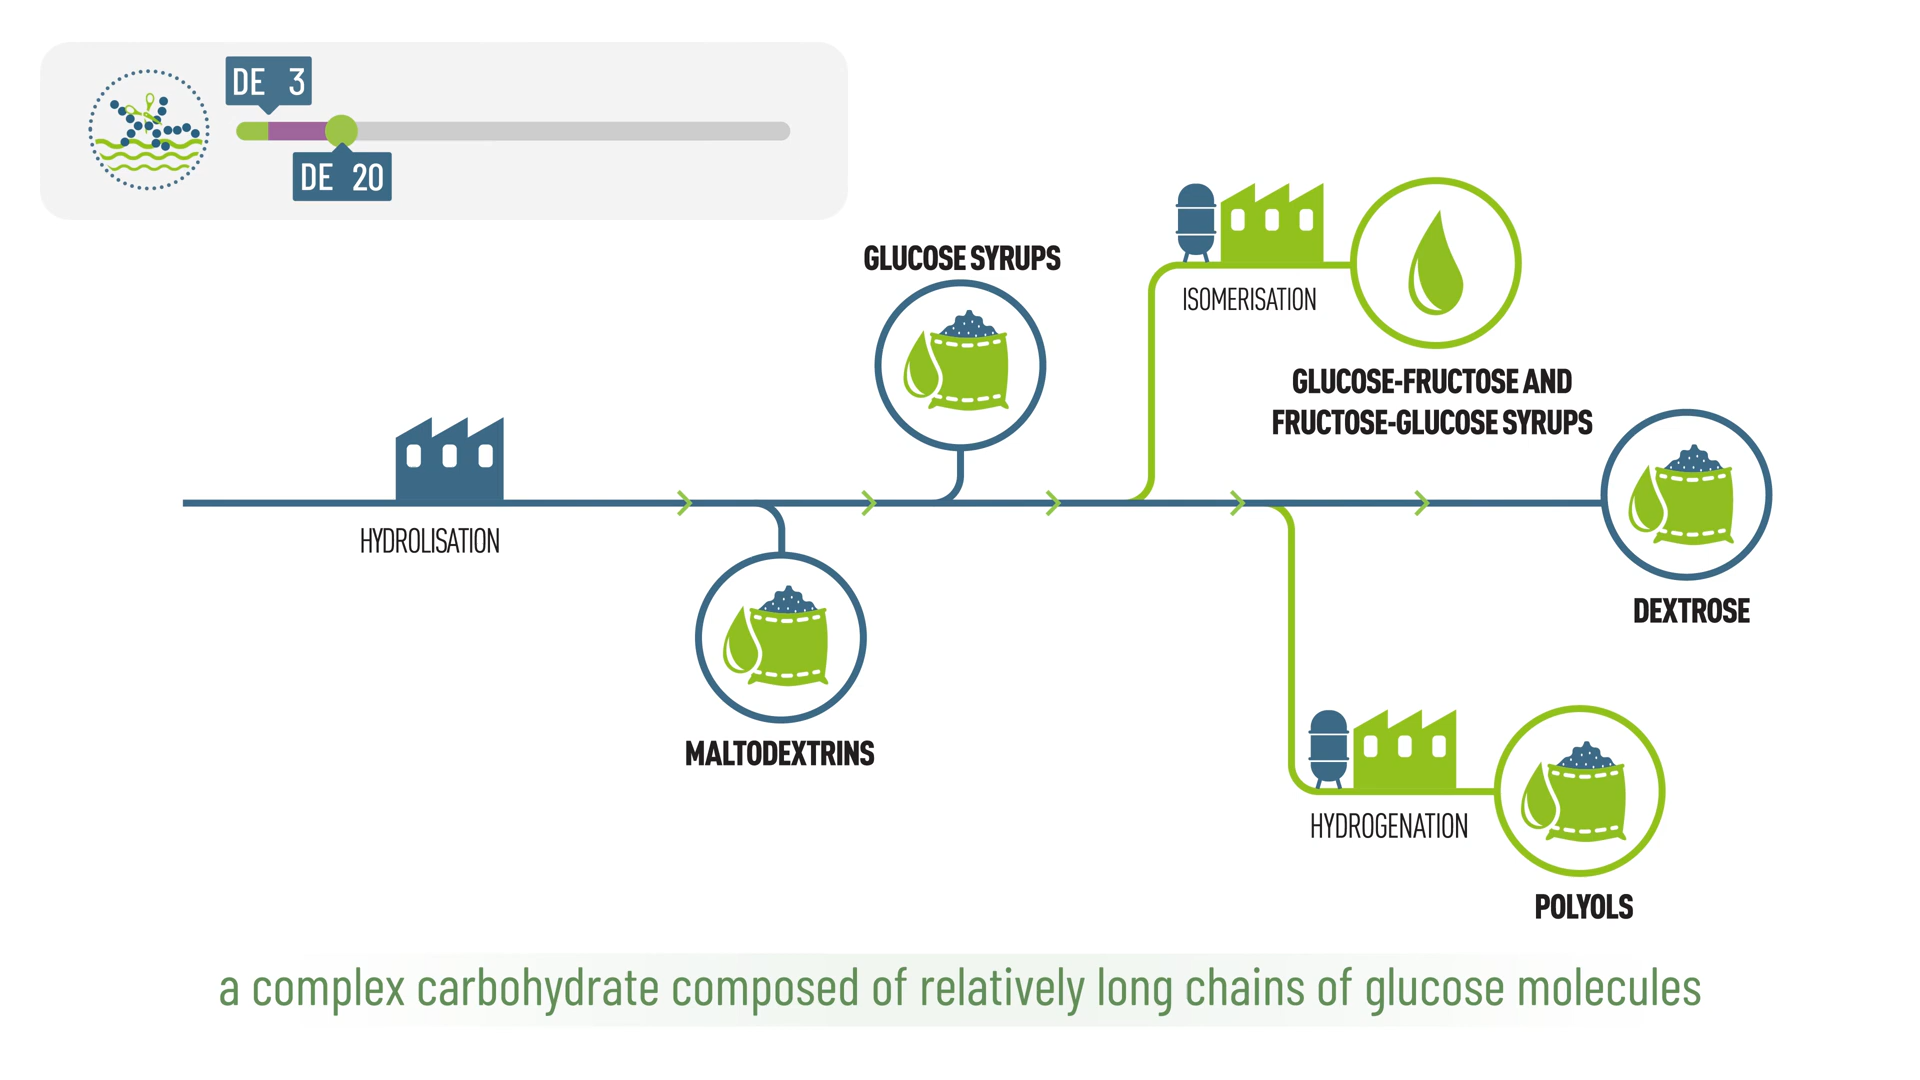 DE 3
DE 20
GLUCOSE SYRUPS
ISOMERISATION
GLUCOSE-FRUCTOSE AND
FRUCTOSE-GLUCOSE SYRUPS
HYDROLISATION
DEXTROSE
MALTODEXTRINS
HYDROGENATION
POLYOLS
a complex carbohydrate composed of relatively long chains of glucose molecules